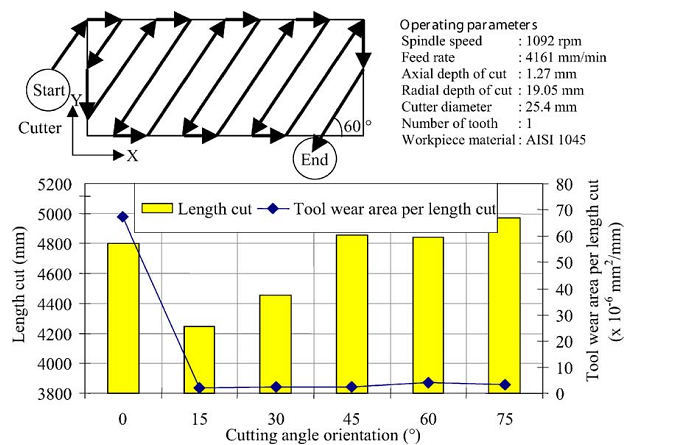 Start
Y
Cutter
X
60°
End
Operating parameters
Spindle speed : 1092 rpm
Feed rate : 4161 mm/min
Axial depth of cut : 1.27 mm
Radial depth of cut : 19.05 mm
Cutter diameter : 25.4 mm
Number of tooth : 1
Workpiece material : AISI 1045
Length cut Tool wear area per length cut
Length cut (mm)
5200
5000
4800
4600
4400
4200
4000
3800
80
70
60
50
40
30
20
10
0
Tool wear area per length cut
(x 10⁻⁶ mm²/mm)
0 15 30 45 60 75
Cutting angle orientation (°)